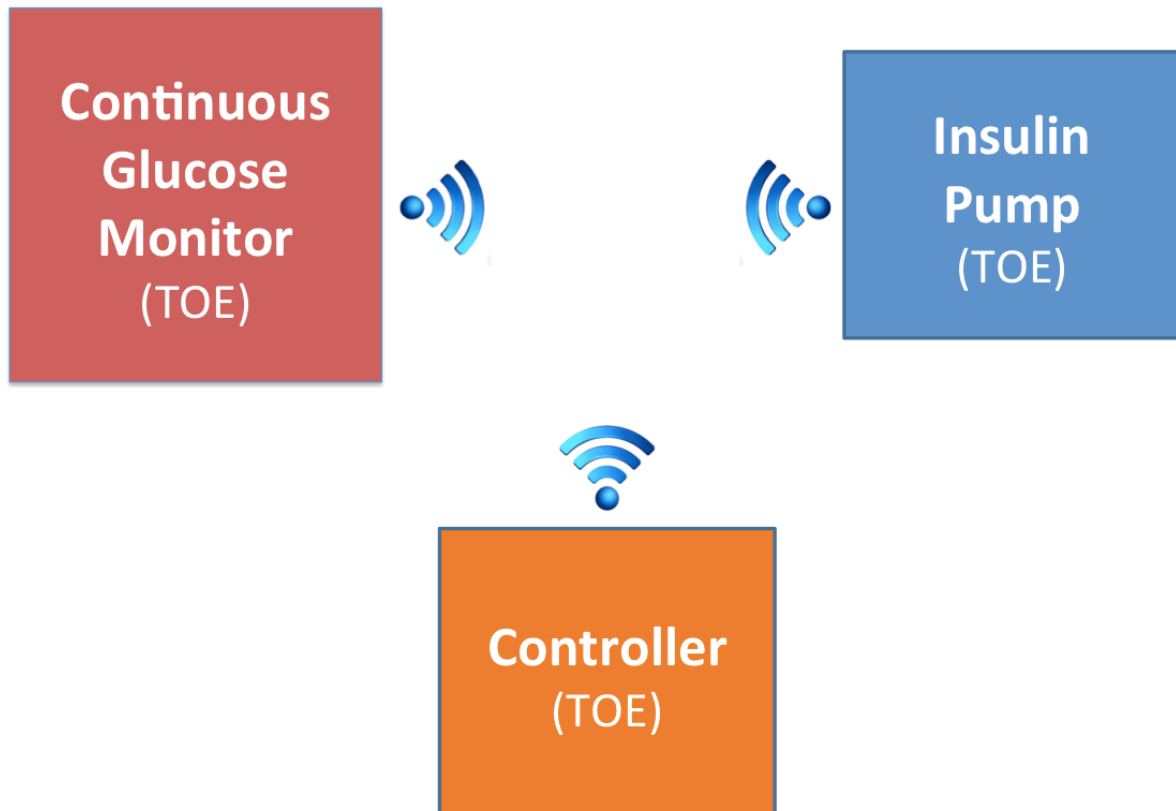 Continuous
Glucose
Monitor
(TOE)
Insulin
Pump
(TOE)
Controller
(TOE)